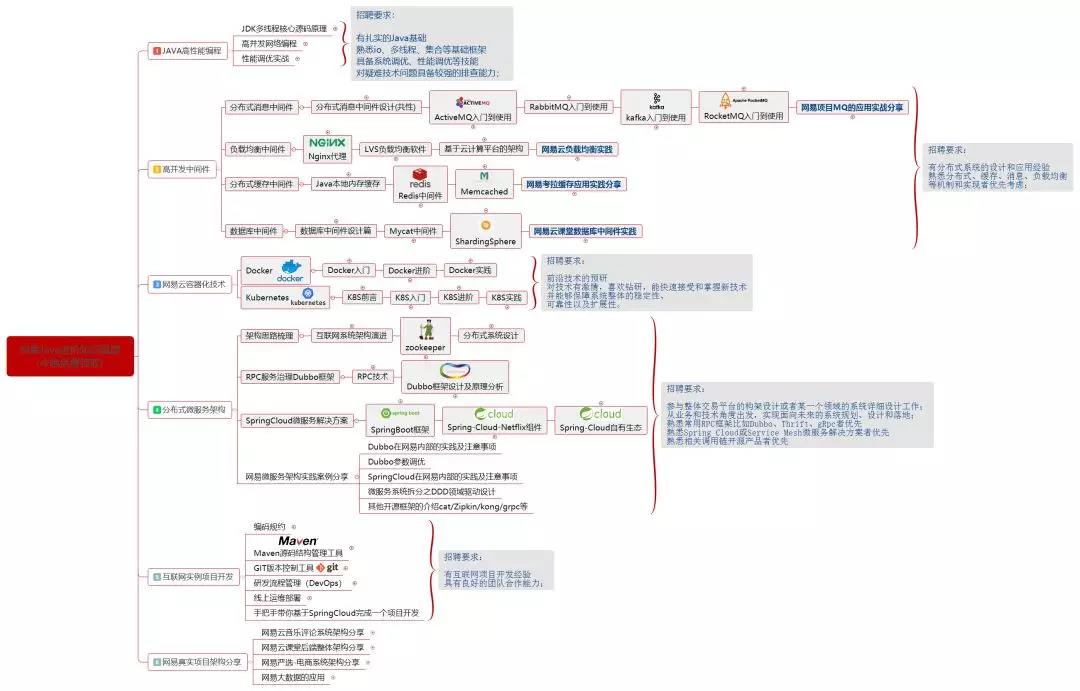 招聘要求:
有扎实的Java基础
熟悉io、多线程、集合等基础框架
具备系统调优、性能调优等技能
对疑难技术问题具备较强的排查能力;
JDK多线程核心源码原理
1 JAVA高性能编程
高并发网络编程
性能调优实战
分布式消息中间件
分布式消息中间件设计(共性)
ACTIVEMQ
ActiveMQ入门到使用
RabbitMQ入门到使用
kafka
kafka入门到使用
Apache RocketMQ
RocketMQ入门到使用
网易项目MQ的应用实战分享
负载均衡中间件
NGINX
Nginx代理
LVS负载均衡软件
基于云计算平台的架构
网易云负载均衡实践
2 高并发中间件
招聘要求:
有分布式系统的设计和应用经验
熟悉分布式、缓存、消息、负载均衡
等机制和实现者优先考虑;
分布式缓存中间件
Java本地内存缓存
redis
Redis中间件
Memcached
网易考拉缓存应用实践分享
数据库中间件
数据库中间件设计篇
Mycat中间件
ShardingSphere
网易云课堂数据库中间件实践
3 网易云容器化技术
Docker
docker
Docker入门
Docker进阶
Docker实践
Kubernetes
kubernetes
K8S前言
K8S入门
K8S进阶
K8S实践
招聘要求:
前沿技术的预研
对技术有激情，喜欢钻研，能快速接受和掌握新技术
并能够保障系统整体的稳定性、
可靠性以及扩展性。
4 分布式微服务架构
架构思路梳理
互联网系统架构演进
zookeeper
分布式系统设计
RPC服务治理Dubbo框架
RPC技术
Dubbo框架设计及原理分析
SpringCloud微服务解决方案
spring boot
SpringBoot框架
cloud
Spring-Cloud-Netflix组件
cloud
Spring-Cloud自有生态
网易微服务架构实践案例分享
Dubbo在网易内部的实践及注意事项
Dubbo参数调优
SpringCloud在网易内部的实践及注意事项
微服务系统拆分之DDD领域驱动设计
其他开源框架的介绍cat/Zipkin/kong/grpc等
招聘要求:
参与整体交易平台的构架设计或者某一个领域的系统详细设计工作;
从业务和技术角度出发，实现面向未来的系统规划、设计和落地;
熟悉常用RPC框架比如Dubbo、Thrift、gRpc者优先
熟悉Spring Cloud或Service Mesh微服务解决方案者优先
熟悉相关调用链开源产品者优先
5 互联网实例项目开发
编码规约
Maven
Maven源码结构管理工具
GIT版本控制工具 git
研发流程管理（DevOps）
线上运维部署
手把手带你基于SpringCloud完成一个项目开发
招聘要求:
有互联网项目开发经验
具有良好的团队合作能力;
6 网易真实项目架构分享
网易云音乐评论系统架构分享
网易云课堂后端整体架构分享
网易严选-电商系统架构分享
网易大数据的应用